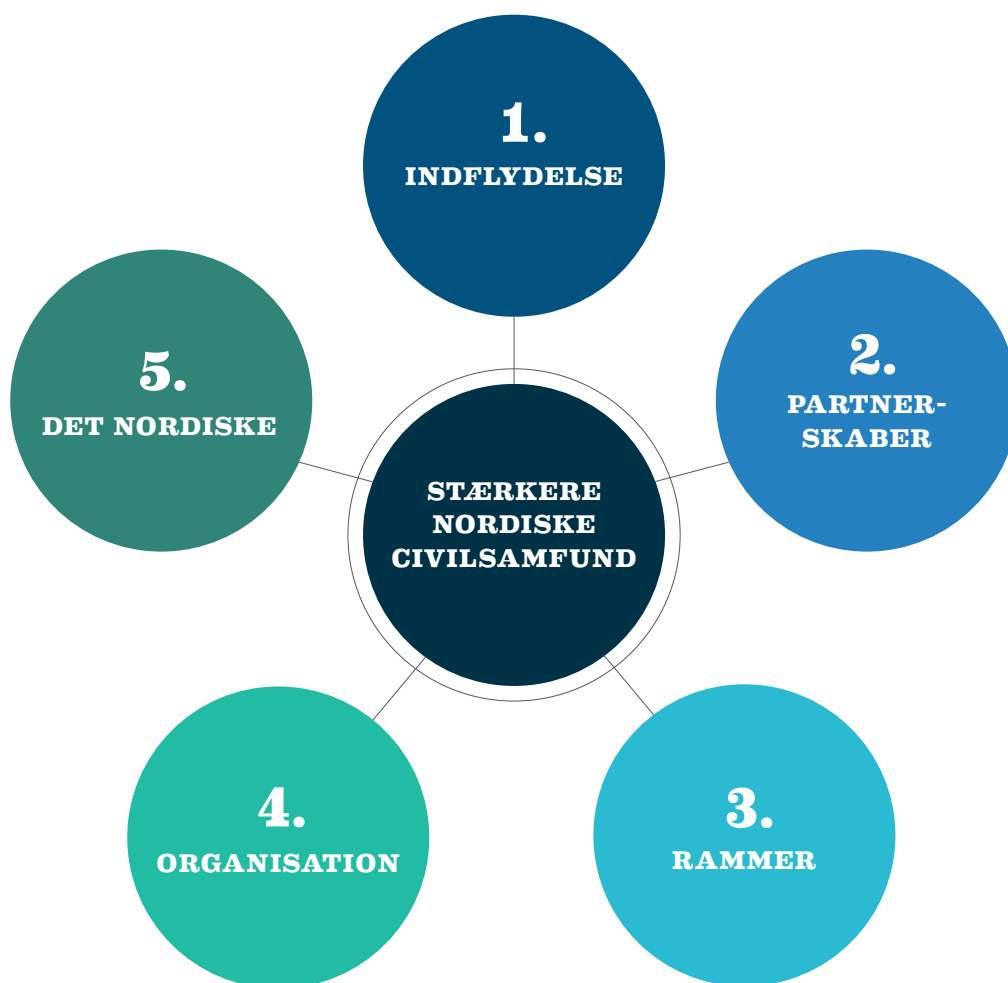 1.
INDFLYDELSE
2.
PARTNER-
SKABER
3.
RAMMER
4.
ORGANISATION
5.
DET NORDISKE
STÆRKERE
NORDISKE
CIVILSAMFUND